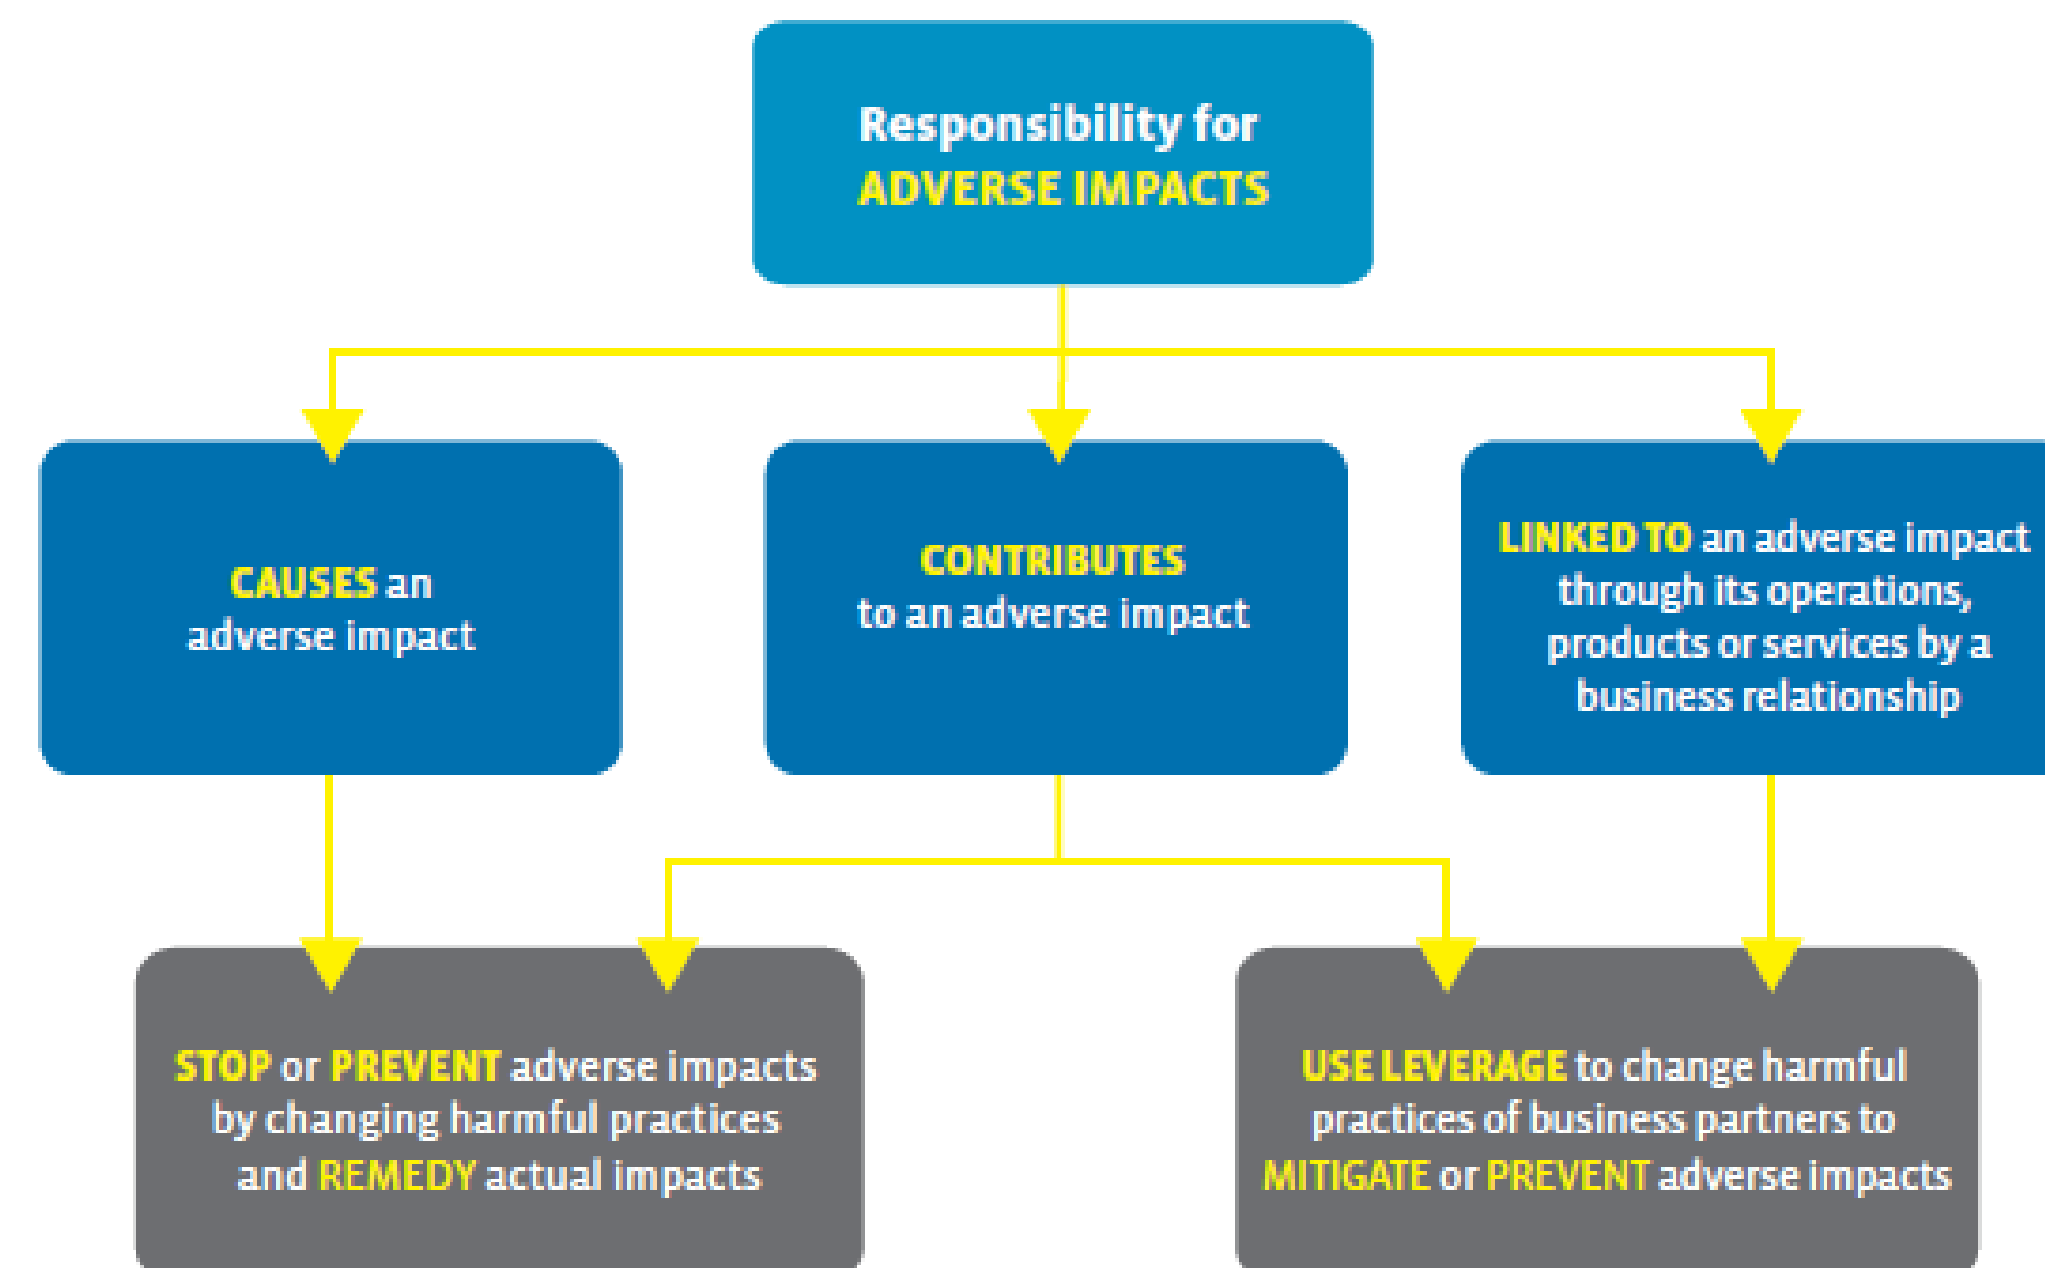 Responsibility for
ADVERSE IMPACTS
CAUSES an
adverse impact
CONTRIBUTES
to an adverse impact
LINKED TO an adverse impact
through its operations,
products or services by a
business relationship
STOP or PREVENT adverse impacts
by changing harmful practices
and REMEDY actual impacts
USE LEVERAGE to change harmful
practices of business partners to
MITIGATE or PREVENT adverse impacts